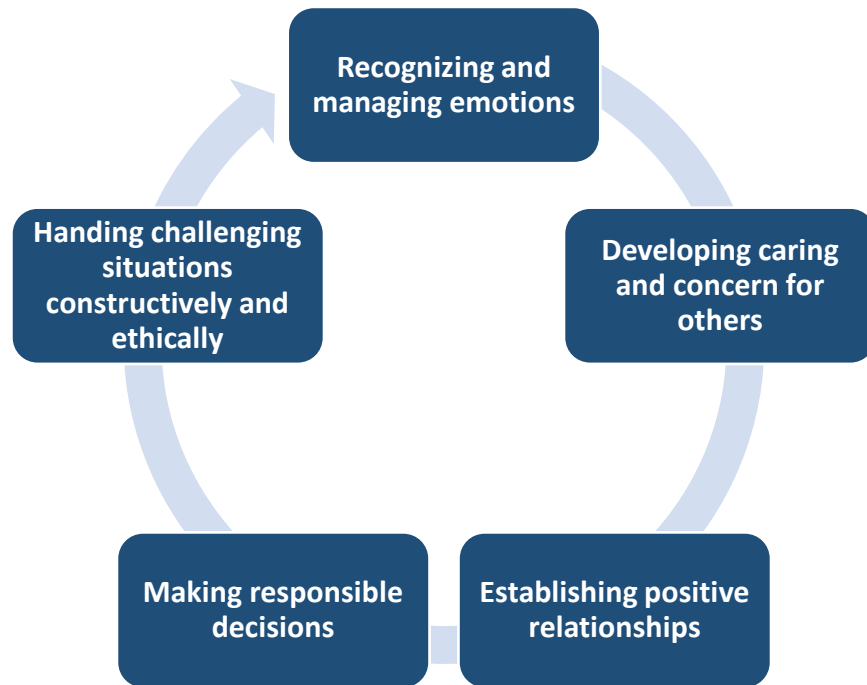 Recognizing and
managing emotions
Developing caring
and concern for
others
Establishing positive
relationships
Making responsible
decisions
Handing challenging
situations
constructively and
ethically